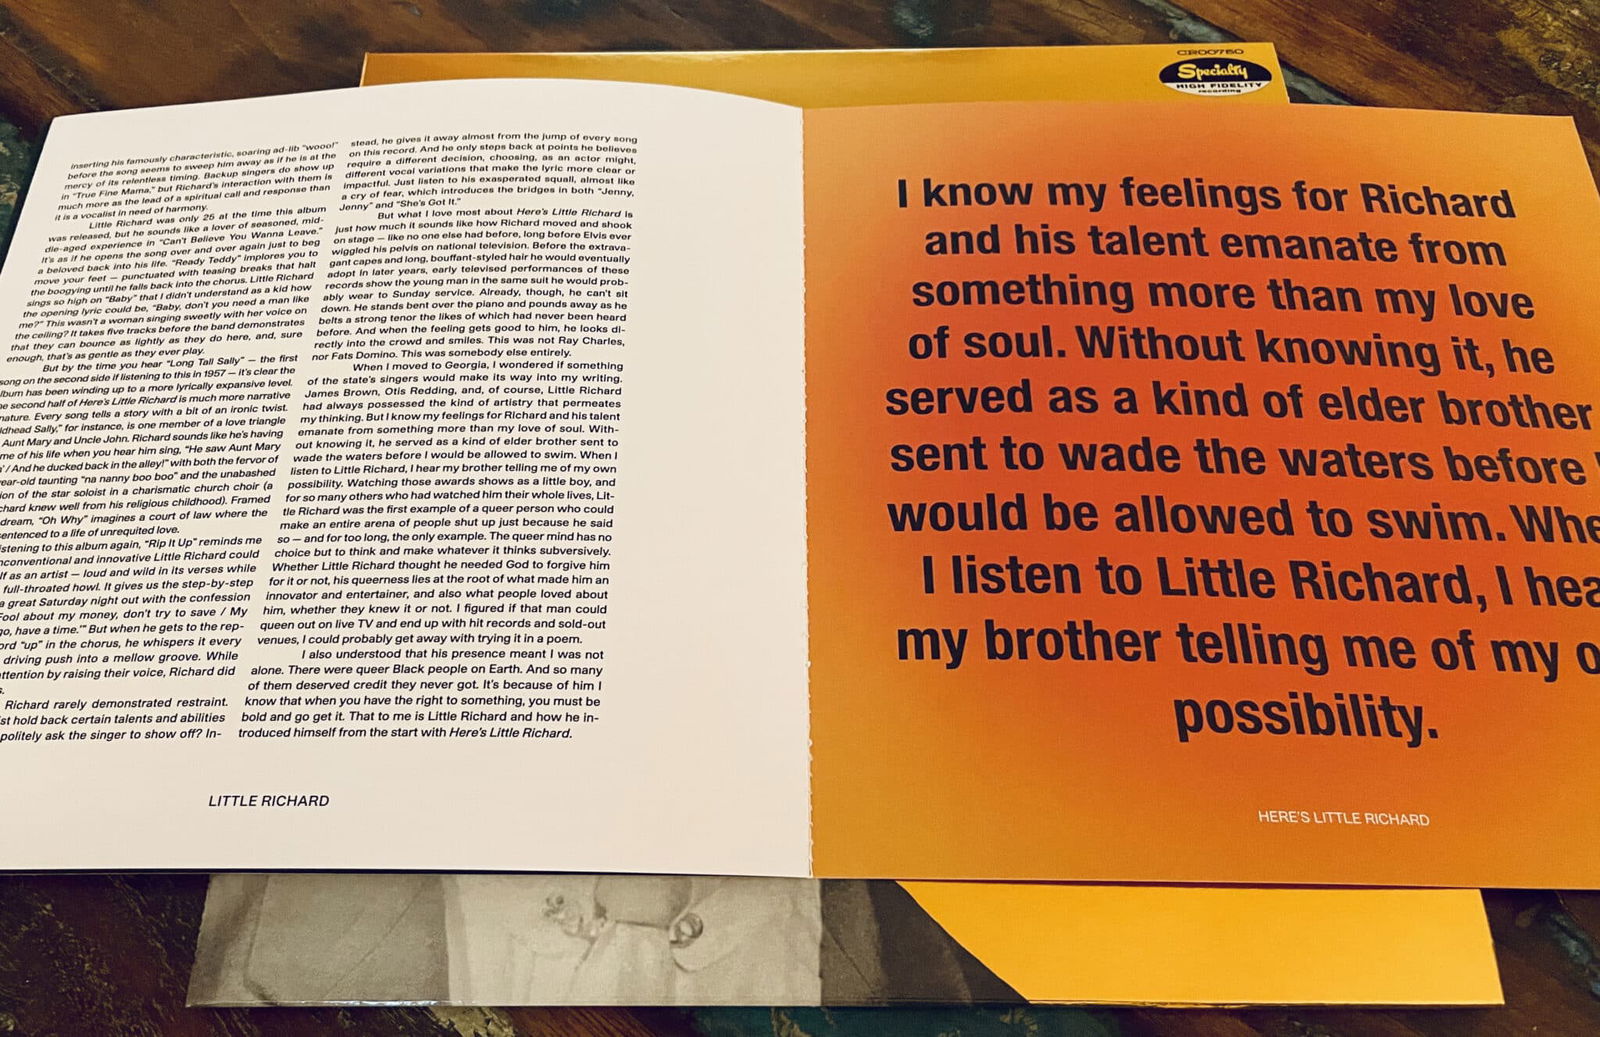 CR00760
Specialty
HIGH FIDELITY
recording
inserting his famously characteristic, soaring ad-lib “wooo!”
before the song seems to sweep him away as if he is at the
mercy of its relentless timing. Backup singers do show up
in “True Fine Mama,” but Richard’s interaction with them is
much more as the lead of a spiritual call and response than
it is a vocalist in need of harmony.
Little Richard was only 25 at the time this album
was released, but he sounds like a lover of seasoned, mid-
dle-aged experience in “Can’t Believe You Wanna Leave.”
It’s as if he opens the song over and over again just to beg
a beloved back into his life. “Ready Teddy” implores you to
move your feet — punctuated with teasing breaks that halt
the boogying until he falls back into the chorus. Little Richard
sings so high on “Baby” that I didn’t understand as a kid how
the opening lyric could be, “Baby, don’t you need a man like
me?” This wasn’t a woman singing sweetly with her voice on
the ceiling? It takes five tracks before the band demonstrates
that they can bounce as lightly as they do here, and, sure
enough, that’s as gentle as they ever play.
But by the time you hear “Long Tall Sally” — the first
song on the second side if listening to this in 1957 — it’s clear the
lbum has been winding up to a more lyrically expansive level.
e second half of Here’s Little Richard is much more narrative
nature. Every song tells a story with a bit of an ironic twist.
ldhead Sally,” for instance, is one member of a love triangle
Aunt Mary and Uncle John. Richard sounds like he’s having
me of his life when you hear him sing, “He saw Aunt Mary
’ / And he ducked back in the alley!” with both the fervor of
year-old taunting “na nanny boo boo” and the unabashed
ion of the star soloist in a charismatic church choir (a
chard knew well from his religious childhood). Framed
dream, “Oh Why” imagines a court of law where the
sentenced to a life of unrequited love.
istening to this album again, “Rip It Up” reminds me
nconventional and innovative Little Richard could
lf as an artist — loud and wild in its verses while
full-throated howl. It gives us the step-by-step
a great Saturday night out with the confession
Fool about my money, don’t try to save / My
go, have a time.’” But when he gets to the rep-
ord “up” in the chorus, he whispers it every
driving push into a mellow groove. While
ttention by raising their voice, Richard did
s.
Richard rarely demonstrated restraint.
st hold back certain talents and abilities
politely ask the singer to show off? In-
stead, he gives it away almost from the jump of every song
on this record. And he only steps back at points he believes
require a different decision, choosing, as an actor might,
different vocal variations that make the lyric more clear or
impactful. Just listen to his exasperated squall, almost like
a cry of fear, which introduces the bridges in both “Jenny,
Jenny” and “She’s Got It.”
But what I love most about Here’s Little Richard is
just how much it sounds like how Richard moved and shook
on stage — like no one else had before, long before Elvis ever
wiggled his pelvis on national television. Before the extrava-
gant capes and long, bouffant-styled hair he would eventually
adopt in later years, early televised performances of these
records show the young man in the same suit he would prob-
ably wear to Sunday service. Already, though, he can’t sit
down. He stands bent over the piano and pounds away as he
belts a strong tenor the likes of which had never been heard
before. And when the feeling gets good to him, he looks di-
rectly into the crowd and smiles. This was not Ray Charles,
nor Fats Domino. This was somebody else entirely.
When I moved to Georgia, I wondered if something
of the state’s singers would make its way into my writing.
James Brown, Otis Redding, and, of course, Little Richard
had always possessed the kind of artistry that permeates
my thinking. But I know my feelings for Richard and his talent
emanate from something more than my love of soul. With-
out knowing it, he served as a kind of elder brother sent to
wade the waters before I would be allowed to swim. When I
listen to Little Richard, I hear my brother telling me of my own
possibility. Watching those awards shows as a little boy, and
for so many others who had watched him their whole lives, Lit-
tle Richard was the first example of a queer person who could
make an entire arena of people shut up just because he said
so — and for too long, the only example. The queer mind has no
choice but to think and make whatever it thinks subversively.
Whether Little Richard thought he needed God to forgive him
for it or not, his queerness lies at the root of what made him an
innovator and entertainer, and also what people loved about
him, whether they knew it or not. I figured if that man could
queen out on live TV and end up with hit records and sold-out
venues, I could probably get away with trying it in a poem.
I also understood that his presence meant I was not
alone. There were queer Black people on Earth. And so many
of them deserved credit they never got. It’s because of him I
know that when you have the right to something, you must be
bold and go get it. That to me is Little Richard and how he in-
troduced himself from the start with Here’s Little Richard.
LITTLE RICHARD
I know my feelings for Richard
and his talent emanate from
something more than my love
of soul. Without knowing it, he
served as a kind of elder brother
sent to wade the waters before
would be allowed to swim. Whe
I listen to Little Richard, I hea
my brother telling me of my o
possibility.
HERE’S LITTLE RICHARD